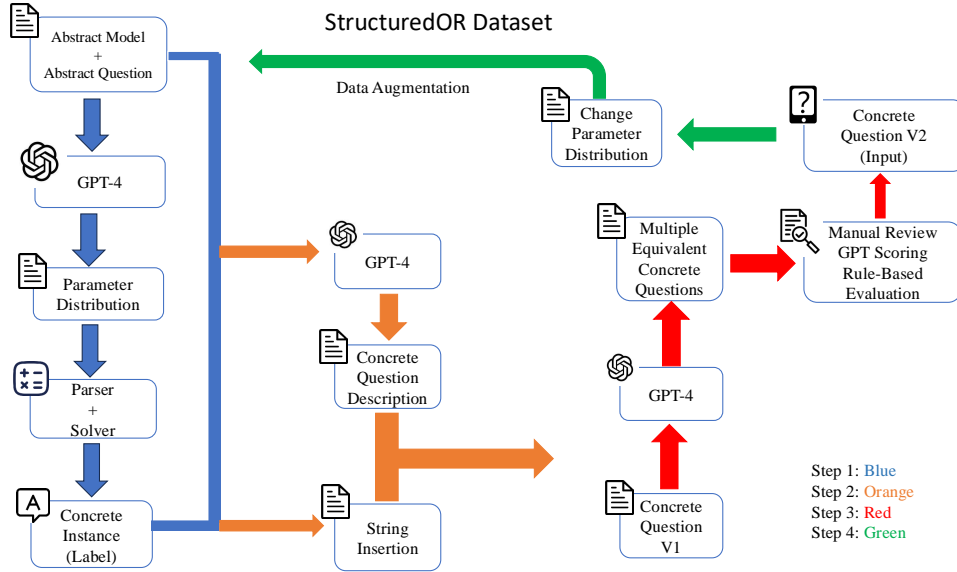 StructuredOR Dataset
Abstract Model
+
Abstract Question
GPT-4
Parameter
Distribution
Parser
+
Solver
A
Concrete
Instance
(Label)
GPT-4
Concrete
Question
Description
String
Insertion
Concrete
Question
V1
GPT-4
Multiple
Equivalent
Concrete
Questions
Manual Review
GPT Scoring
Rule-Based
Evaluation
?
Concrete
Question V2
(Input)
Change
Parameter
Distribution
Data Augmentation
Step 1: Blue
Step 2: Orange
Step 3: Red
Step 4: Green